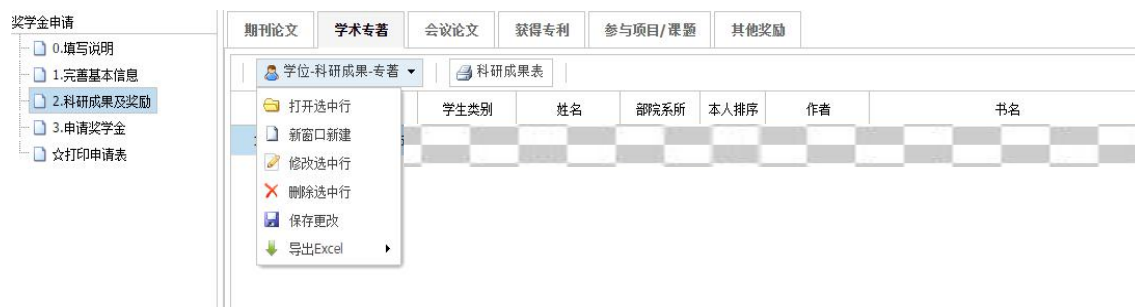 奖学金申请
0.填写说明
1.完善基本信息
2.科研成果及奖励
3.申请奖学金
☆打印申请表
期刊论文 学术专著 会议论文 获得专利 参与项目/课题 其他奖励
学位-科研成果-专著 科研成果表
学生类别 姓名 部院系所 本人排序 作者 书名
打开选中行
新窗口新建
修改选中行
删除选中行
保存更改
导出Excel